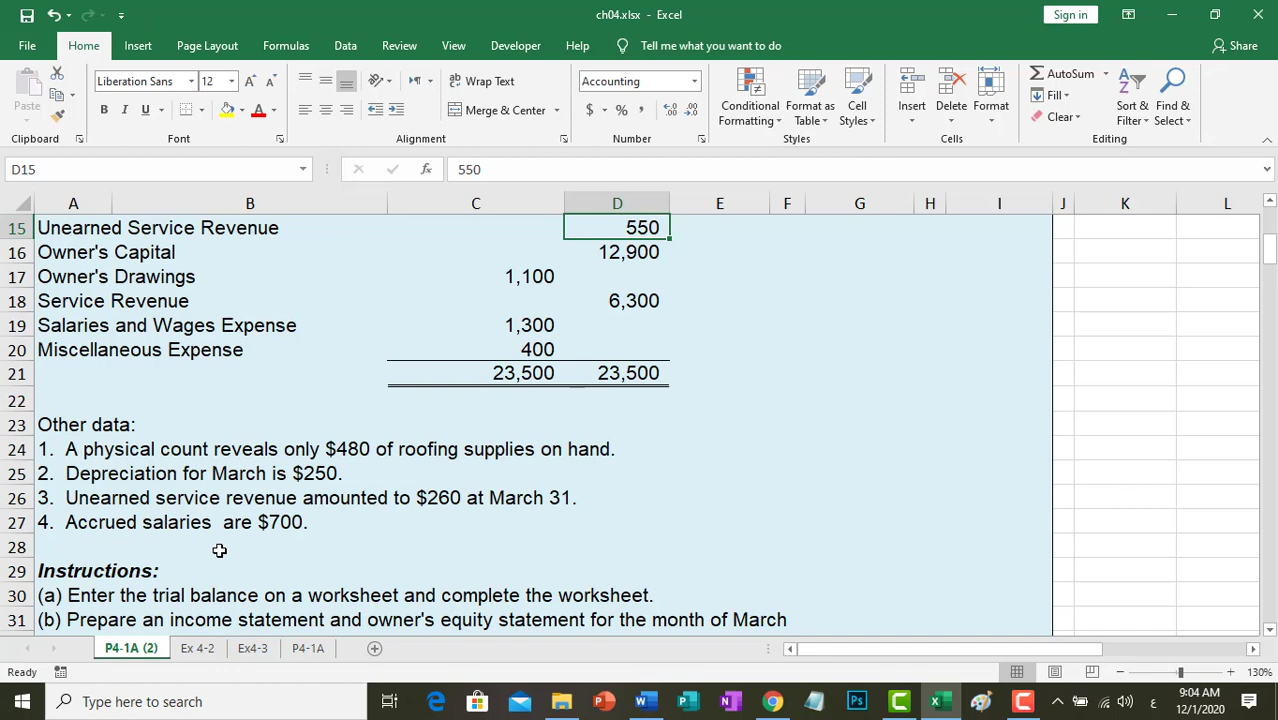 ch04.xlsx - Excel
Sign in
File Home Insert Page Layout Formulas Data Review View Developer Help Tell me what you want to do Share
Liberation Sans 12 Wrap Text Accounting AutoSum
Paste B I U Merge & Center $ % , Conditional Formatting Format as Table Cell Styles Insert Delete Format Fill Clear Sort & Filter Find & Select
Clipboard Font Alignment Number Styles Cells Editing
D15 fx 550
A B C D E F G H I J K L
15 Unearned Service Revenue 550
16 Owner's Capital 12,900
17 Owner's Drawings 1,100
18 Service Revenue 6,300
19 Salaries and Wages Expense 1,300
20 Miscellaneous Expense 400
21 23,500 23,500
22
23 Other data:
24 1. A physical count reveals only $480 of roofing supplies on hand.
25 2. Depreciation for March is $250.
26 3. Unearned service revenue amounted to $260 at March 31.
27 4. Accrued salaries  are $700.
28
29 Instructions:
30 (a) Enter the trial balance on a worksheet and complete the worksheet.
31 (b) Prepare an income statement and owner's equity statement for the month of March
P4-1A (2) Ex 4-2 Ex4-3 P4-1A
Ready 130%
Type here to search ع 9:04 AM
12/1/2020